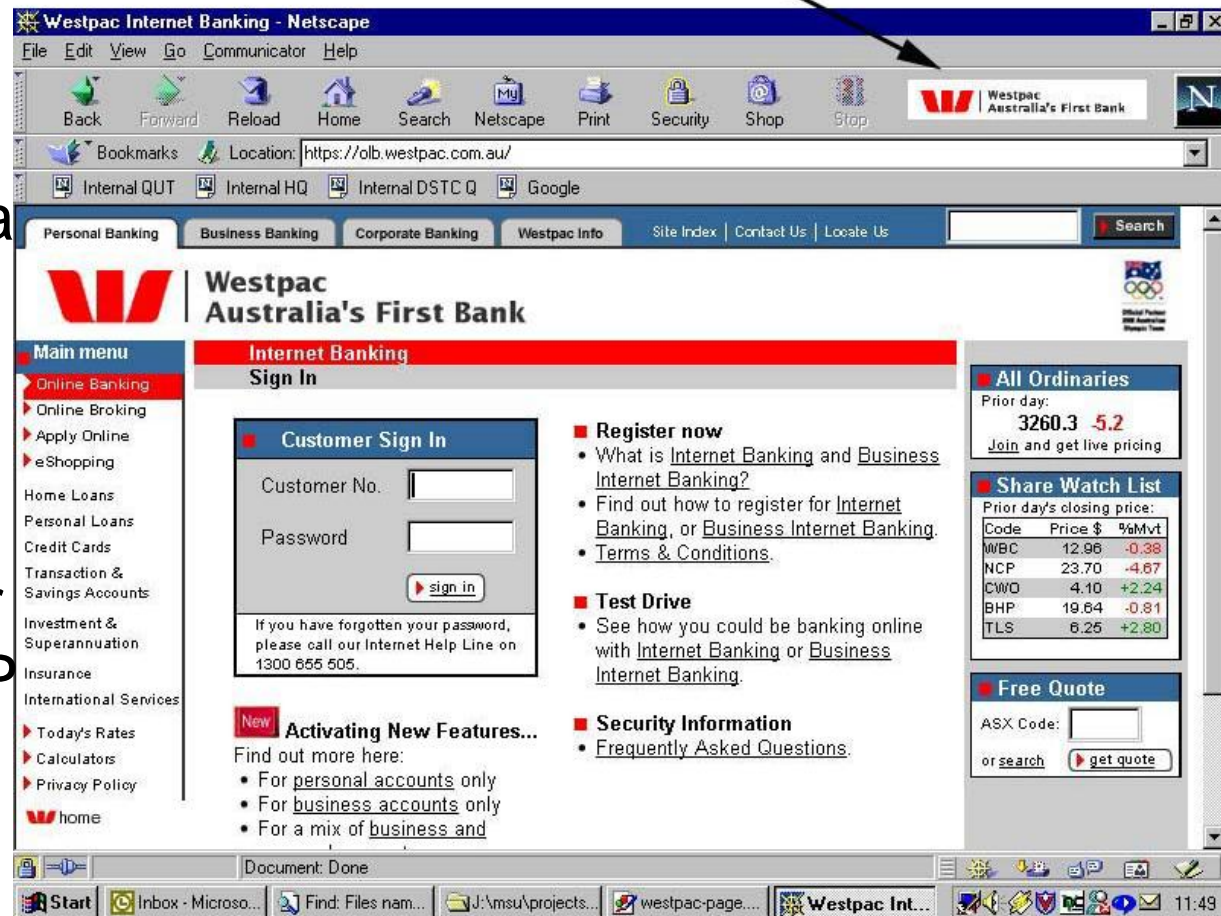 Westpac Internet Banking - Netscape
File Edit View Go Communicator Help
Back Forward Reload Home Search Netscape Print Security Shop Stop
My
Westpac
Australia's First Bank
N
Bookmarks Location: https://olb.westpac.com.au/
Internal QUT Internal HQ Internal DSTC Q Google
a
Personal Banking Business Banking Corporate Banking Westpac Info Site Index | Contact Us | Locate Us Search
Westpac
Australia's First Bank
Main menu
Online Banking
Online Broking
Apply Online
eShopping
Home Loans
Personal Loans
Credit Cards
Transaction &
Savings Accounts
Investment &
Superannuation
Insurance
International Services
Today's Rates
Calculators
Privacy Policy
home
Internet Banking
Sign In
Customer Sign In
Customer No.
Password
sign in
If you have forgotten your password,
please call our Internet Help Line on
1300 655 505.
New Activating New Features...
Find out more here:
• For personal accounts only
• For business accounts only
• For a mix of business and
Register now
• What is Internet Banking and Business
Internet Banking?
• Find out how to register for Internet
Banking, or Business Internet Banking.
• Terms & Conditions.
Test Drive
• See how you could be banking online
with Internet Banking or Business
Internet Banking.
Security Information
• Frequently Asked Questions.
All Ordinaries
Prior day:
3260.3 -5.2
Join and get live pricing
Share Watch List
Prior day's closing price:
Code Price $ %Mvt
WBC 12.96 -0.38
NCP 23.70 -4.67
CWO 4.10 +2.24
BHP 19.64 -0.81
TLS 6.25 +2.80
Free Quote
ASX Code:
or search get quote
Document: Done
Start Inbox - Microso... Find: Files nam... J:\msu\projects... westpac-page.... Westpac Int... 11:49